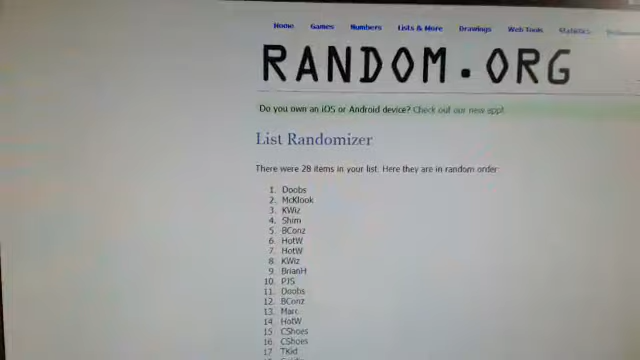 Home Games Numbers Lists & More Drawings Web Tools Statistics
RANDOM.ORG
Do you own an iOS or Android device? Check out our new app!
List Randomizer
There were 28 items in your list. Here they are in random order:
1. Doobs
2. McKlook
3. KWiz
4. Shim
5. BConz
6. HotW
7. HotW
8. KWiz
9. BrianH
10. PJS
11. Doobs
12. BConz
13. Marc
14. HotW
15. CShoes
16. CShoes
17. TKid